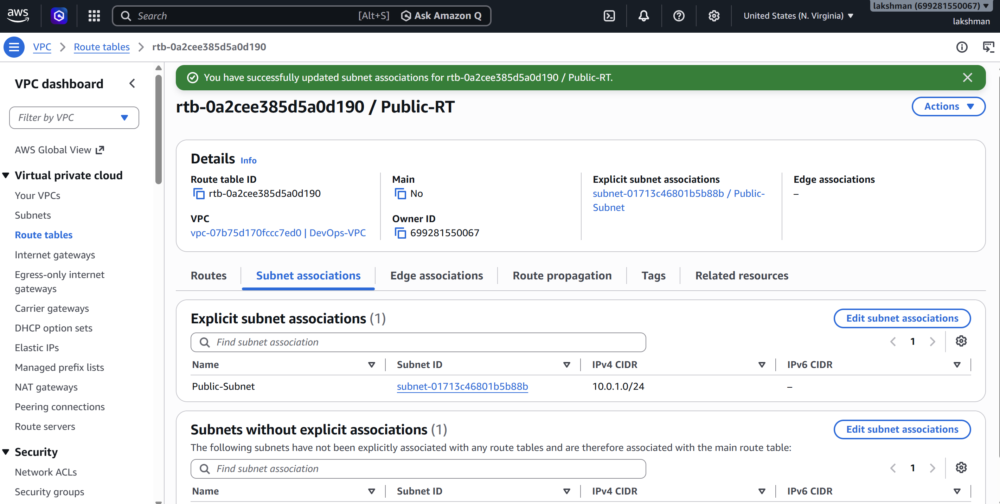 aws
Search [Alt+S] Ask Amazon Q
United States (N. Virginia)
lakshman (699281550067)
lakshman
VPC
Route tables
rtb-0a2cee385d5a0d190
VPC dashboard
Filter by VPC
AWS Global View
Virtual private cloud
Your VPCs
Subnets
Route tables
Internet gateways
Egress-only internet
gateways
Carrier gateways
DHCP option sets
Elastic IPs
Managed prefix lists
NAT gateways
Peering connections
Route servers
Security
Network ACLs
Security groups
You have successfully updated subnet associations for rtb-0a2cee385d5a0d190 / Public-RT.
rtb-0a2cee385d5a0d190 / Public-RT
Actions
Details Info
Route table ID
rtb-0a2cee385d5a0d190
Main
No
Explicit subnet associations
subnet-01713c46801b5b88b / Public-
Subnet
Edge associations
–
VPC
vpc-07b75d170fccc7ed0 | DevOps-VPC
Owner ID
699281550067
Routes
Subnet associations
Edge associations
Route propagation
Tags
Related resources
Explicit subnet associations (1)
Edit subnet associations
Find subnet association
1
Name Subnet ID IPv4 CIDR IPv6 CIDR
Public-Subnet subnet-01713c46801b5b88b 10.0.1.0/24 –
Subnets without explicit associations (1)
Edit subnet associations
The following subnets have not been explicitly associated with any route tables and are therefore associated with the main route table:
Find subnet association
1
Name Subnet ID IPv4 CIDR IPv6 CIDR